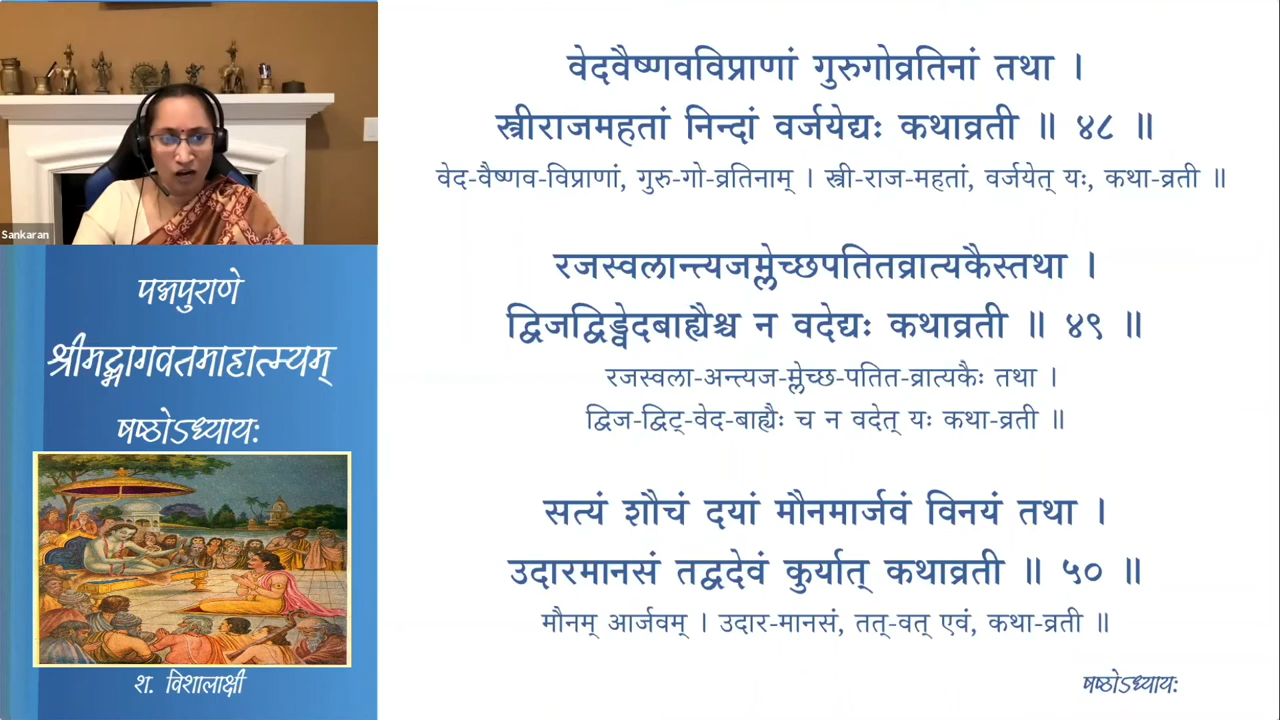 Sankaran
पद्मपुराणे
श्रीमद्भागवतमाहात्म्यम्
षष्ठोऽध्यायः
श. विशालाक्षी
वेदवैष्णवविप्राणां गुरुगोव्रतिनां तथा ।
स्त्रीराजमहतां निन्दां वर्जयेद्यः कथाव्रती ॥ ४८ ॥
वेद-वैष्णव-विप्राणां, गुरु-गो-व्रतिनाम् । स्त्री-राज-महतां, वर्जयेत् यः, कथा-व्रती ॥
रजस्वलान्त्यजम्लेच्छपतितव्रात्यकैस्तथा ।
द्विजद्विड्वेदबाह्यैश्च न वदेद्यः कथाव्रती ॥ ४९ ॥
रजस्वला-अन्त्यज-म्लेच्छ-पतित-व्रात्यकैः तथा ।
द्विज-द्विट्-वेद-बाह्यैः च न वदेत् यः कथा-व्रती ॥
सत्यं शौचं दयां मौनमार्जवं विनयं तथा ।
उदारमानसं तद्वदेवं कुर्यात् कथाव्रती ॥ ५० ॥
मौनम् आर्जवम् । उदार-मानसं, तत्-वत् एवं, कथा-व्रती ॥
षष्ठोऽध्यायः